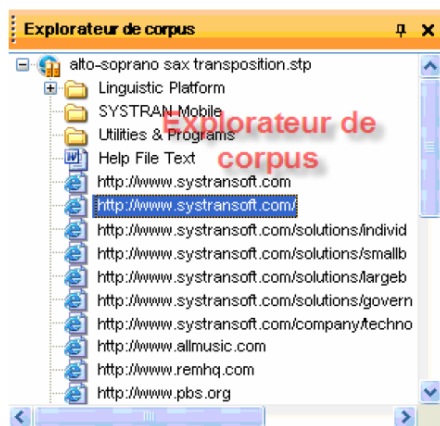 Explorateur de corpus
alto-soprano sax transposition.stp
Linguistic Platform
SYSTRAN Mobile
Utilities & Programs
Help File Text
Explorateur de
corpus
http://www.systransoft.com
http://www.systransoft.com/
http://www.systransoft.com/solutions/individ
http://www.systransoft.com/solutions/smallb
http://www.systransoft.com/solutions/largeb
http://www.systransoft.com/solutions/govern
http://www.systransoft.com/company/techno
http://www.allmusic.com
http://www.remhq.com
http://www.pbs.org